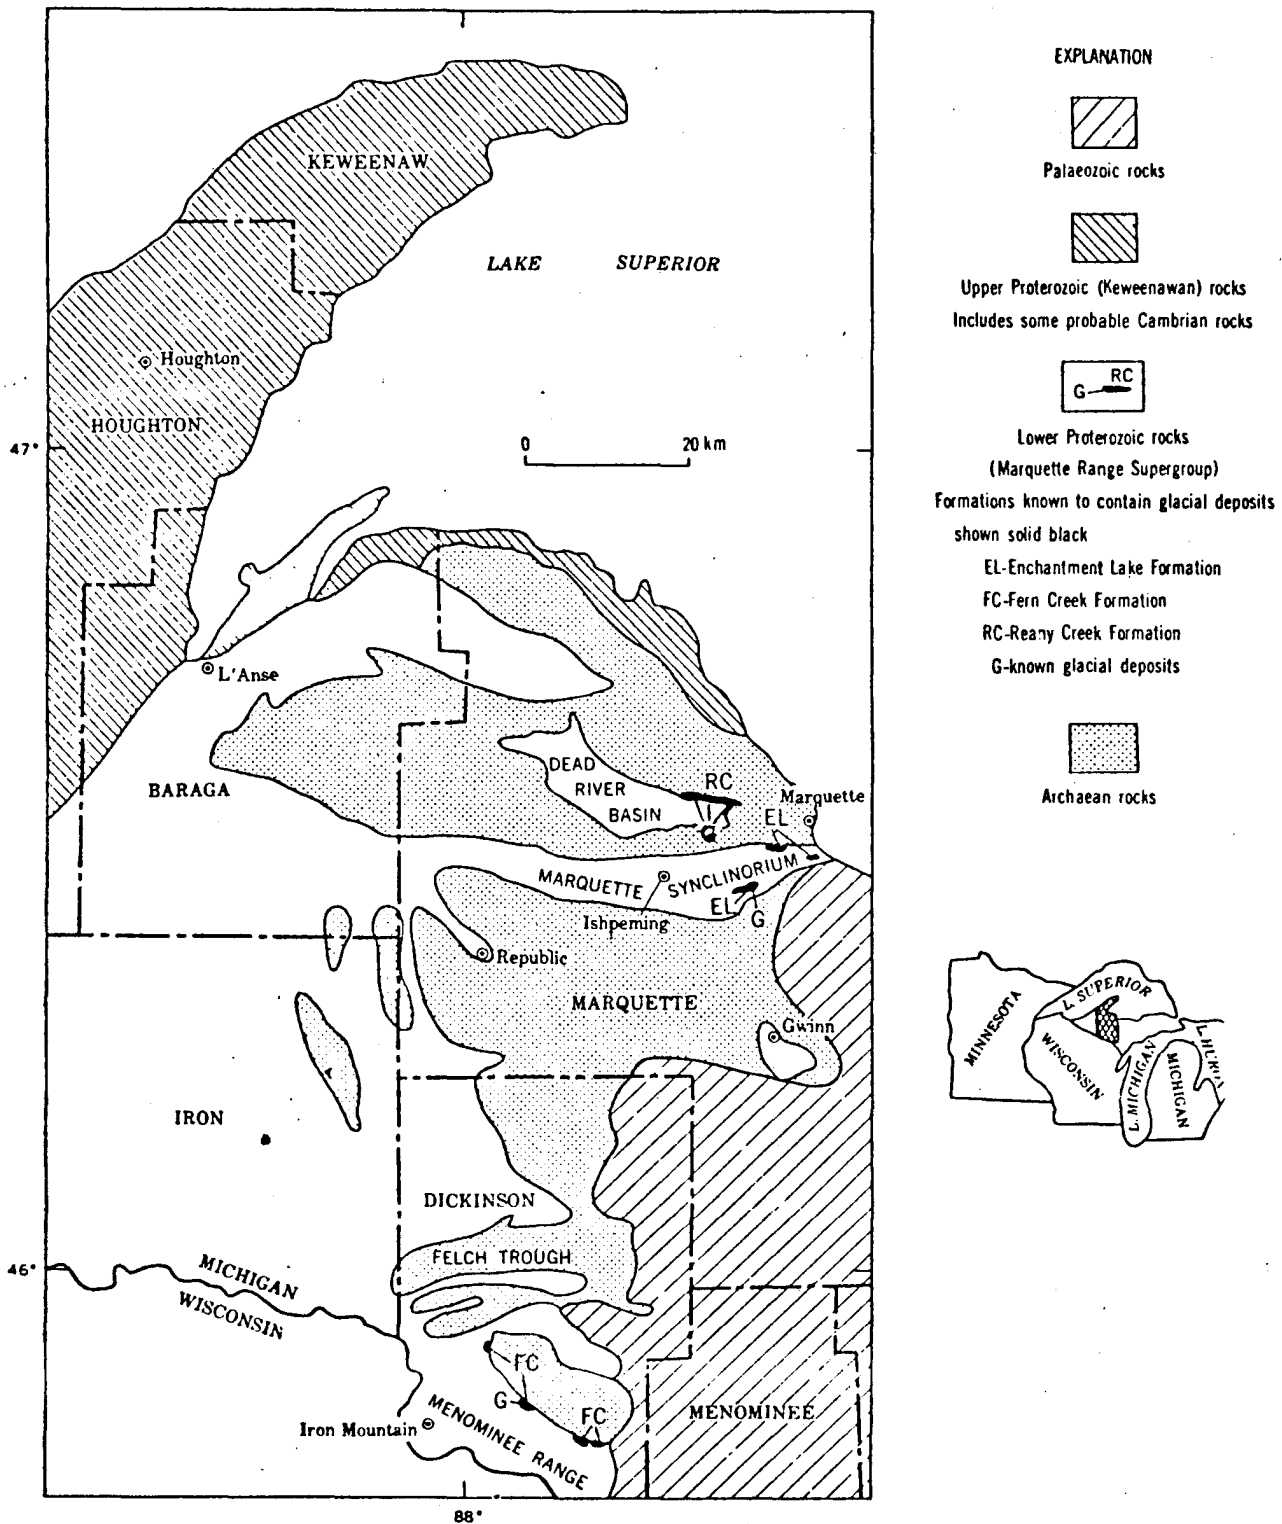 KEWEENAW
LAKE SUPERIOR
Houghton
HOUGHTON
47°
0 20 km
L'Anse
BARAGA
DEAD
RIVER
BASIN
RC
G
Marquette
EL
MARQUETTE SYNCLINORIUM
EL
G
Ishpeming
Republic
MARQUETTE
Gwinn
IRON
DICKINSON
FELCH TROUGH
46°
MICHIGAN
WISCONSIN
FC
G
FC
MENOMINEE
Iron Mountain
MENOMINEE RANGE
88°
EXPLANATION
Palaeozoic rocks
Upper Proterozoic (Keweenawan) rocks
Includes some probable Cambrian rocks
RC
G
Lower Proterozoic rocks
(Marquette Range Supergroup)
Formations known to contain glacial deposits
shown solid black
EL-Enchantment Lake Formation
FC-Fern Creek Formation
RC-Reany Creek Formation
G-known glacial deposits
Archaean rocks
MINNESOTA
L. SUPERIOR
WISCONSIN
L. MICHIGAN
MICHIGAN